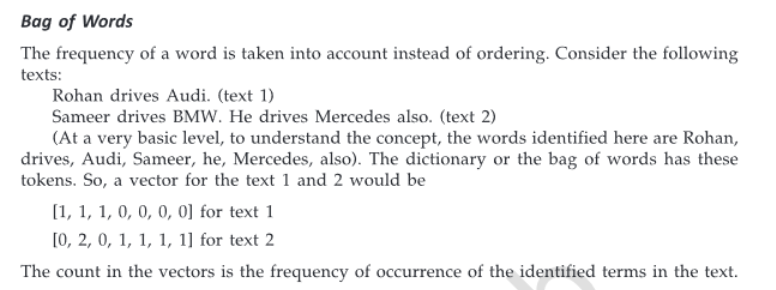 Bag of Words
The frequency of a word is taken into account instead of ordering. Consider the following
texts:
Rohan drives Audi. (text 1)
Sameer drives BMW. He drives Mercedes also. (text 2)
(At a very basic level, to understand the concept, the words identified here are Rohan,
drives, Audi, Sameer, he, Mercedes, also). The dictionary or the bag of words has these
tokens. So, a vector for the text 1 and 2 would be
[1, 1, 1, 0, 0, 0, 0] for text 1
[0, 2, 0, 1, 1, 1, 1] for text 2
The count in the vectors is the frequency of occurrence of the identified terms in the text.